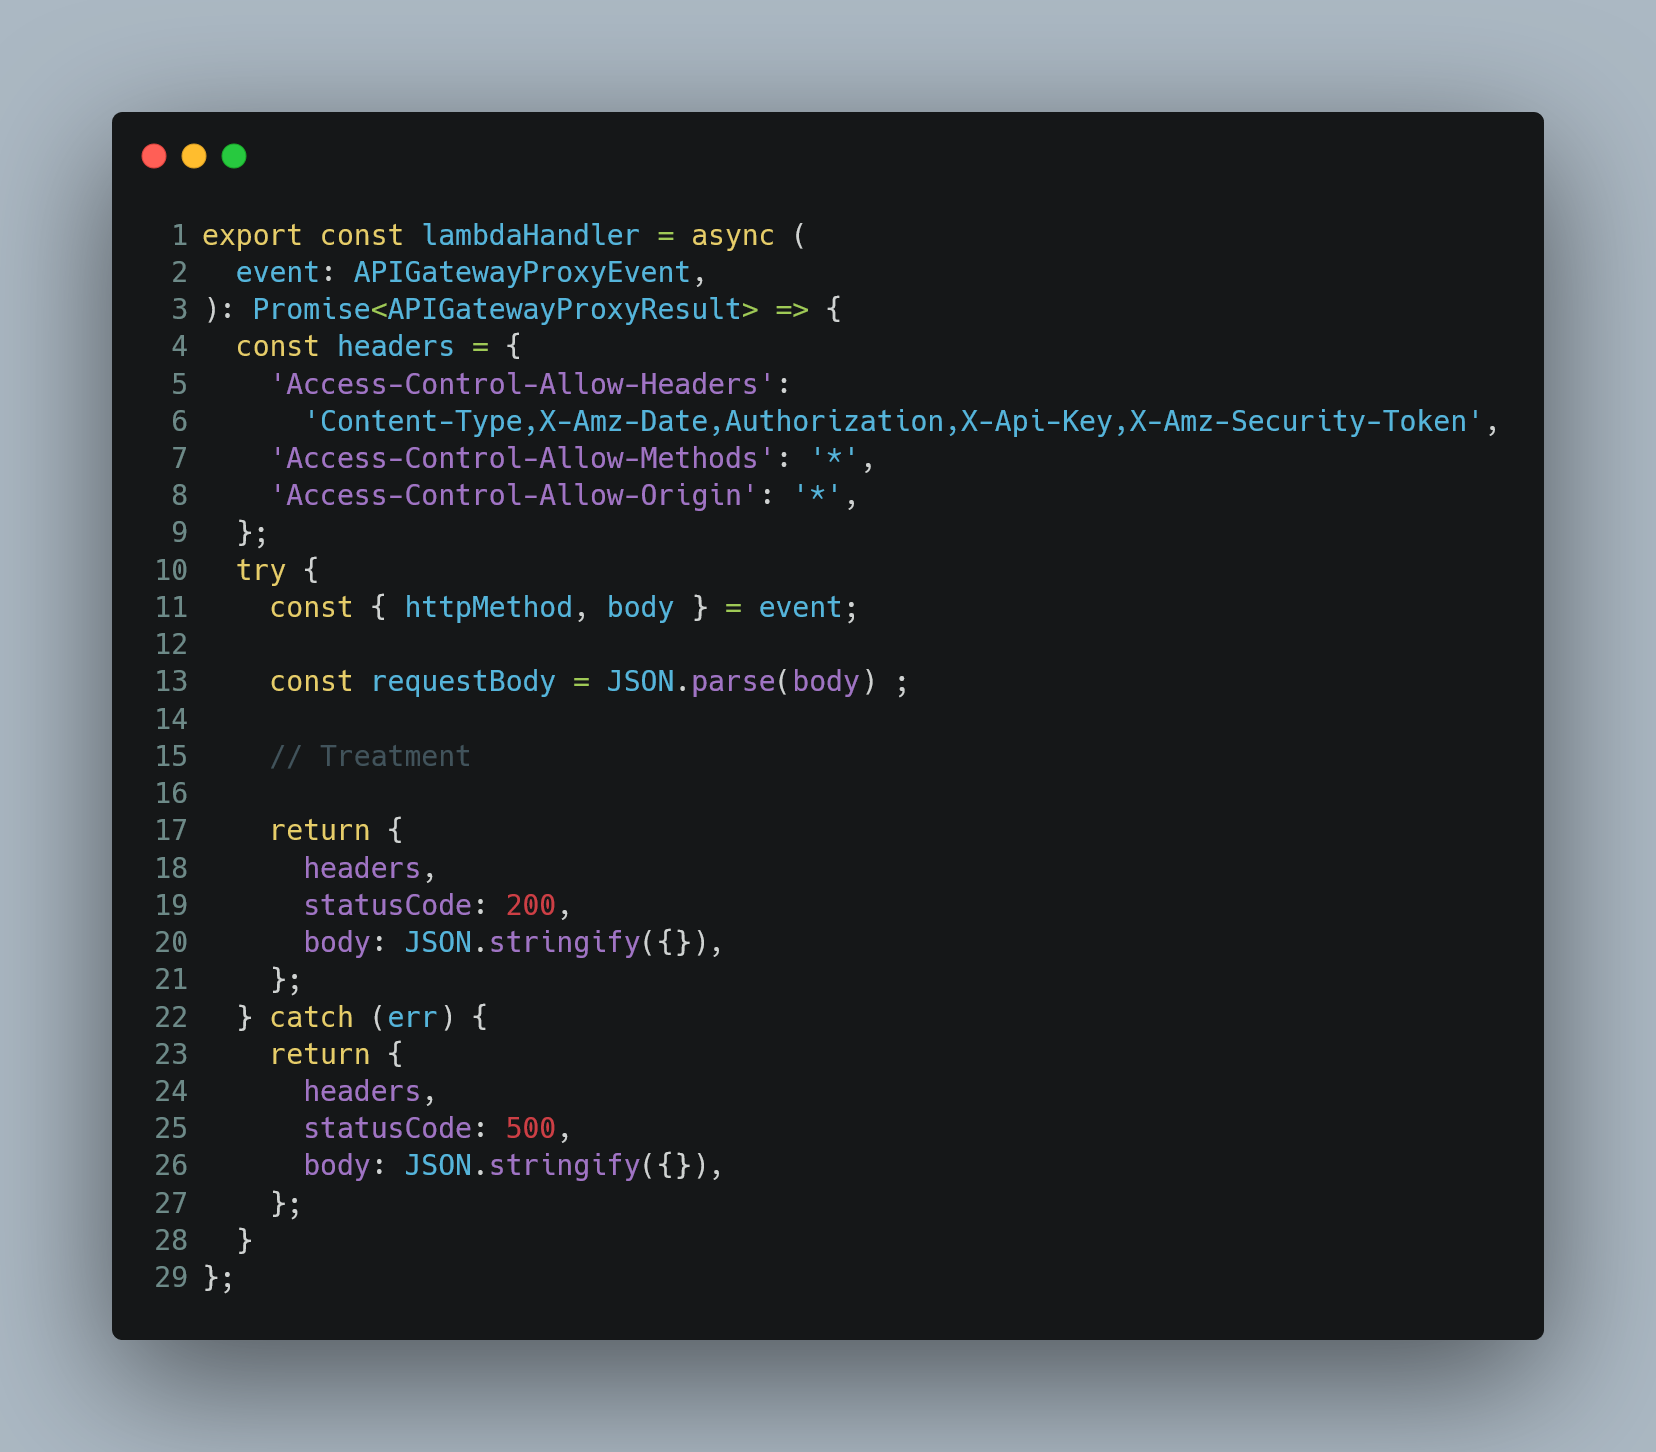 1 export const lambdaHandler = async (
2   event: APIGatewayProxyEvent,
3 ): Promise<APIGatewayProxyResult> => {
4   const headers = {
5     'Access-Control-Allow-Headers':
6       'Content-Type,X-Amz-Date,Authorization,X-Api-Key,X-Amz-Security-Token',
7     'Access-Control-Allow-Methods': '*',
8     'Access-Control-Allow-Origin': '*',
9   };
10   try {
11     const { httpMethod, body } = event;
12
13     const requestBody = JSON.parse(body) ;
14
15     // Treatment
16
17     return {
18       headers,
19       statusCode: 200,
20       body: JSON.stringify({}),
21     };
22   } catch (err) {
23     return {
24       headers,
25       statusCode: 500,
26       body: JSON.stringify({}),
27     };
28   }
29 };